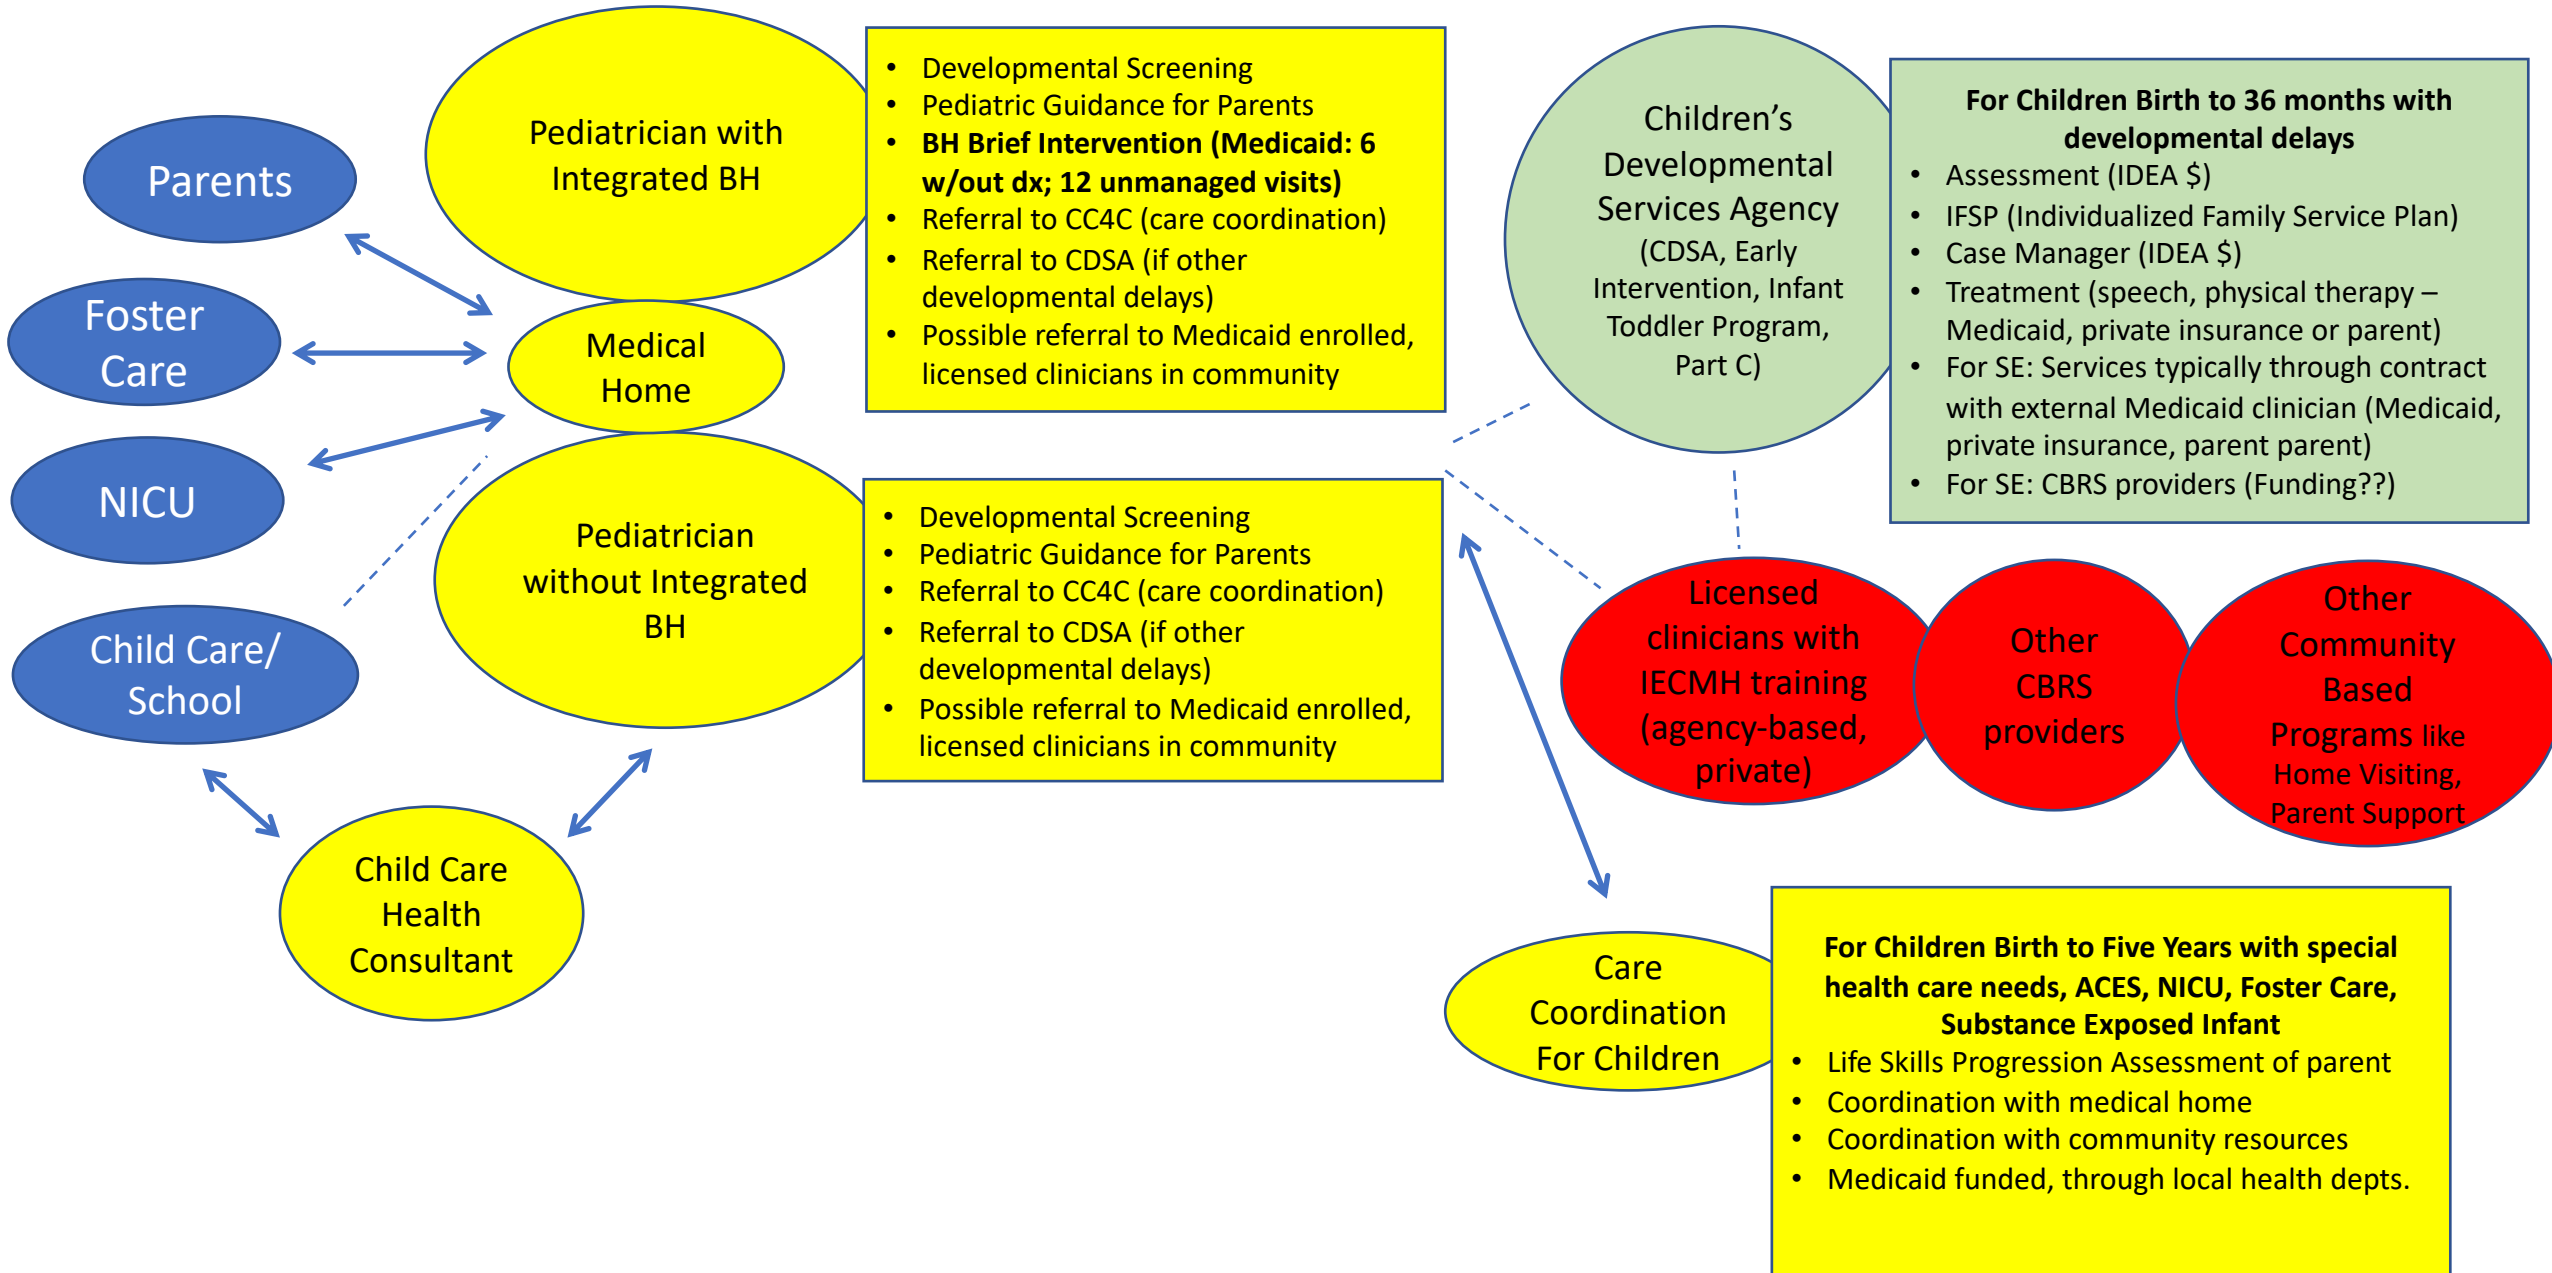 Parents
Foster
Care
NICU
Child Care/
School
Pediatrician with
Integrated BH
Medical
Home
Pediatrician
without Integrated
BH
Child Care
Health
Consultant
• Developmental Screening
• Pediatric Guidance for Parents
• BH Brief Intervention (Medicaid: 6
w/out dx; 12 unmanaged visits)
• Referral to CC4C (care coordination)
• Referral to CDSA (if other
developmental delays)
• Possible referral to Medicaid enrolled,
licensed clinicians in community
• Developmental Screening
• Pediatric Guidance for Parents
• Referral to CC4C (care coordination)
• Referral to CDSA (if other
developmental delays)
• Possible referral to Medicaid enrolled,
licensed clinicians in community
Children’s
Developmental
Services Agency
(CDSA, Early
Intervention, Infant
Toddler Program,
Part C)
For Children Birth to 36 months with
developmental delays
• Assessment (IDEA $)
• IFSP (Individualized Family Service Plan)
• Case Manager (IDEA $)
• Treatment (speech, physical therapy –
Medicaid, private insurance or parent)
• For SE: Services typically through contract
with external Medicaid clinician (Medicaid,
private insurance, parent parent)
• For SE: CBRS providers (Funding??)
Licensed
clinicians with
IECMH training
(agency-based,
private)
Other
CBRS
providers
Other
Community
Based
Programs like
Home Visiting,
Parent Support
Care
Coordination
For Children
For Children Birth to Five Years with special
health care needs, ACES, NICU, Foster Care,
Substance Exposed Infant
• Life Skills Progression Assessment of parent
• Coordination with medical home
• Coordination with community resources
• Medicaid funded, through local health depts.